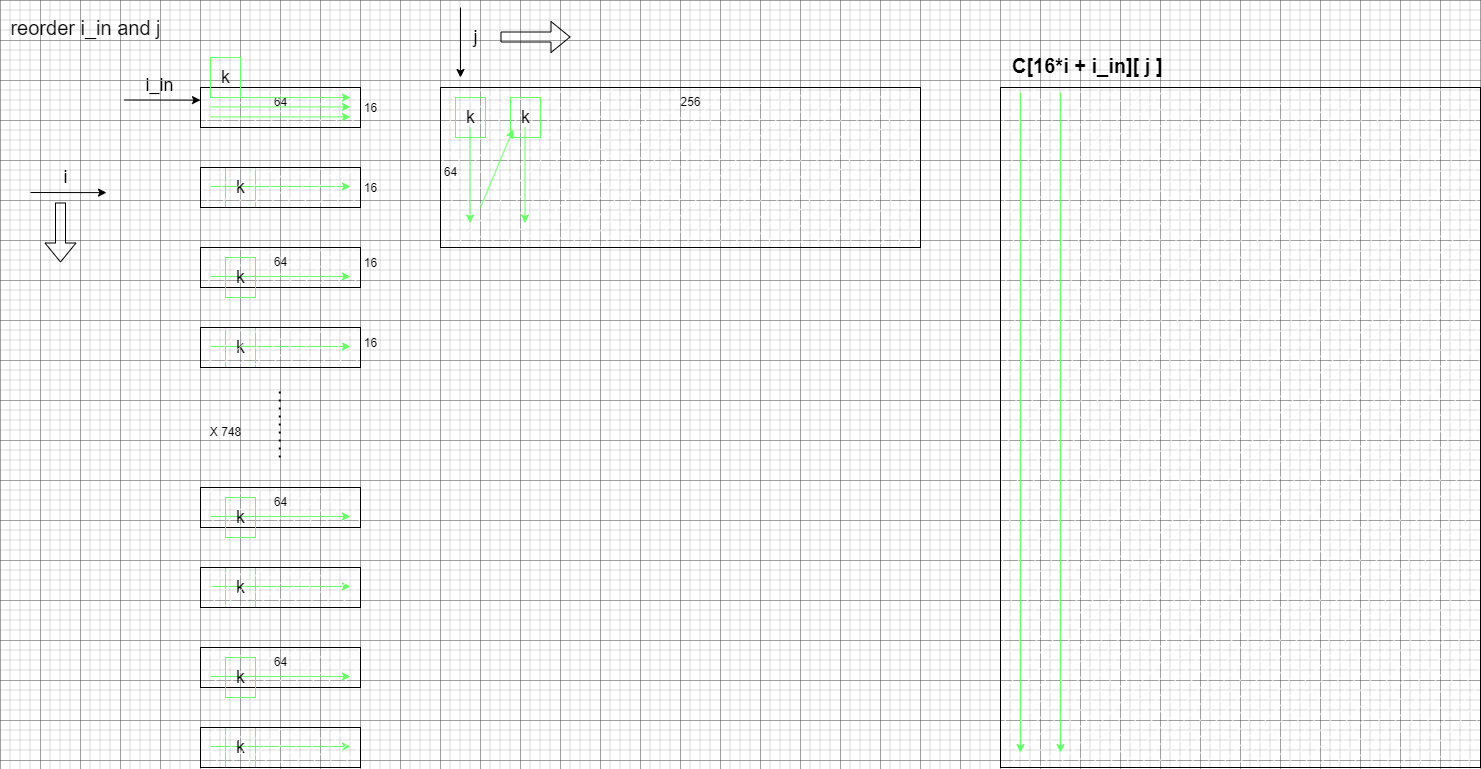 reorder i_in and j
j
C[16*i + i_in][ j ]
k
i_in
64
16
k
k
256
i
k
16
64
64
16
k
k
16
X 748
64
k
k
64
k
k